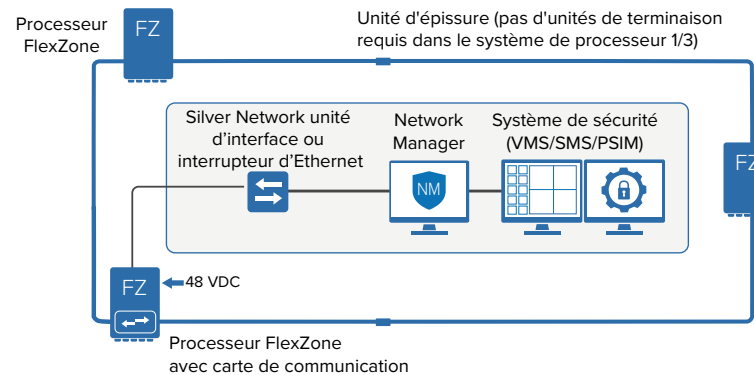 Processeur
FlexZone
FZ
Unité d'épissure (pas d'unités de terminaison
requis dans le système de processeur 1/3)
Silver Network unité
d'interface ou
interrupteur d'Ethernet
Network
Manager
Système de sécurité
(VMS/SMS/PSIM)
NM
FZ
FZ
48 VDC
Processeur FlexZone
avec carte de communication